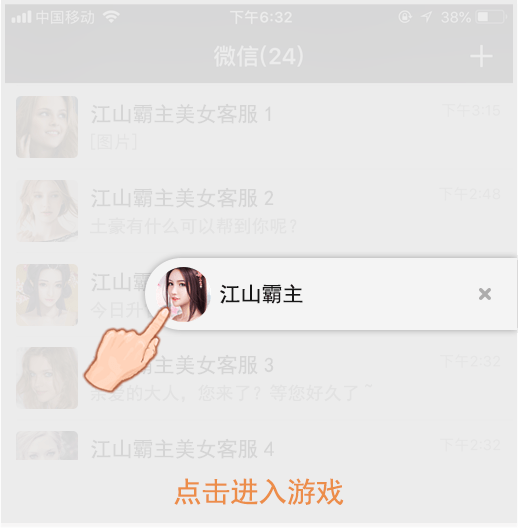 中国移动 下午6:32 38%
微信(24)
江山霸主美女客服 1 下午3:15
[图片]
江山霸主美女客服 2 下午2:48
土豪有什么可以帮到你呢?
江山
江山霸主
今日升
江山霸主美女客服 3 下午2:32
亲爱的大人，您来了？等您好久了～
江山霸主美女客服 4 下午2:32
点击进入游戏